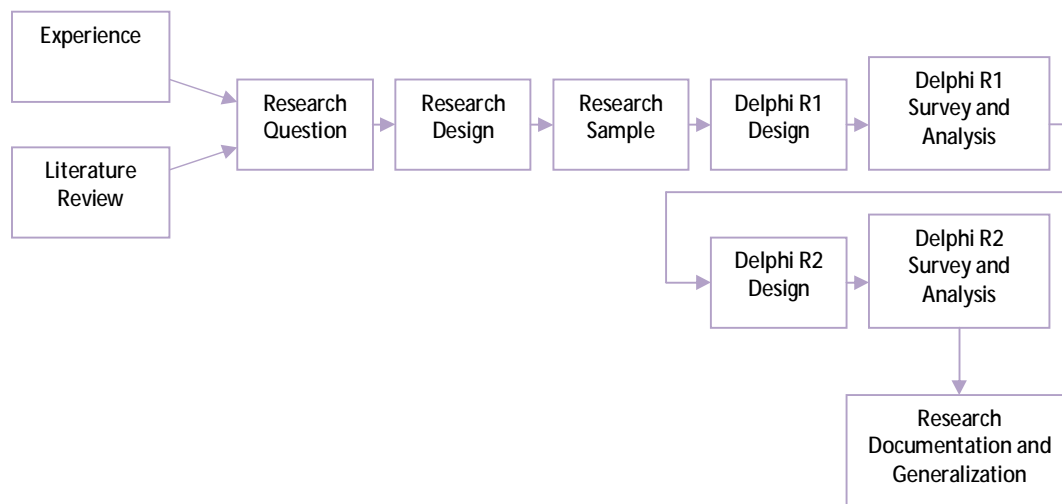 Experience
Literature
Review
Research
Question
Research
Design
Research
Sample
Delphi R1
Design
Delphi R1
Survey and
Analysis
Delphi R2
Design
Delphi R2
Survey and
Analysis
Research
Documentation and
Generalization